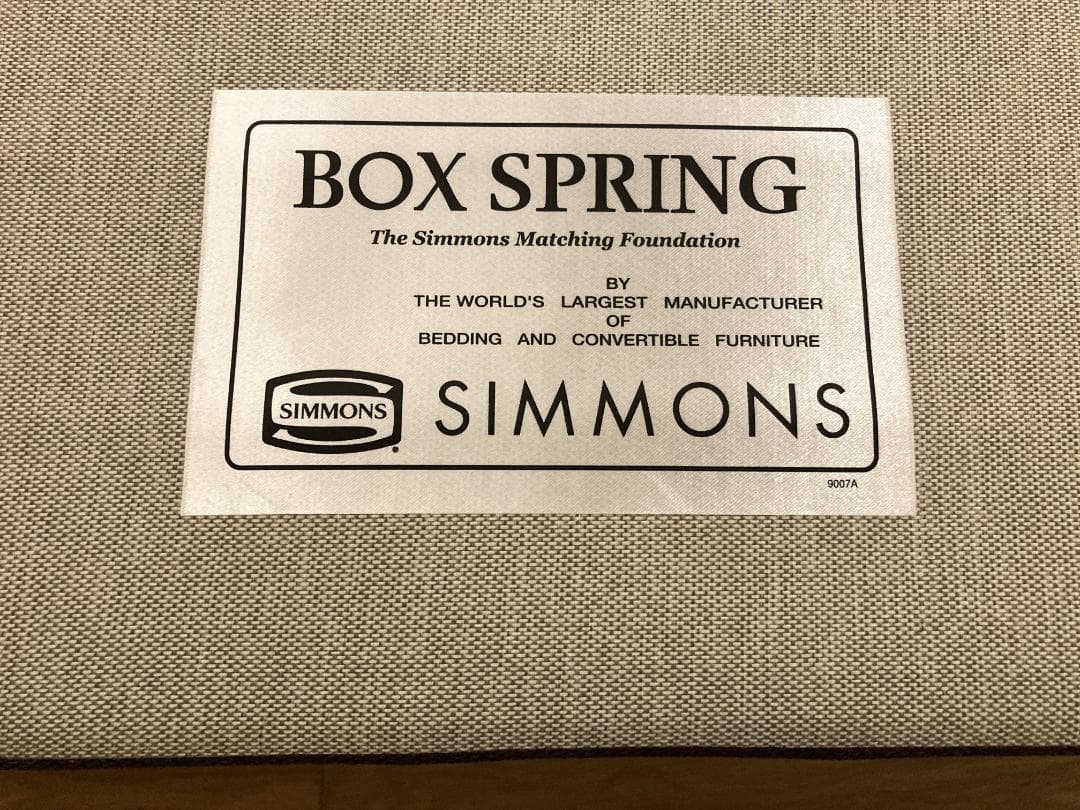 BOX SPRING
The Simmons Matching Foundation
BY
THE WORLD'S LARGEST MANUFACTURER
OF
BEDDING AND CONVERTIBLE FURNITURE
SIMMONS
SIMMONS
9007A